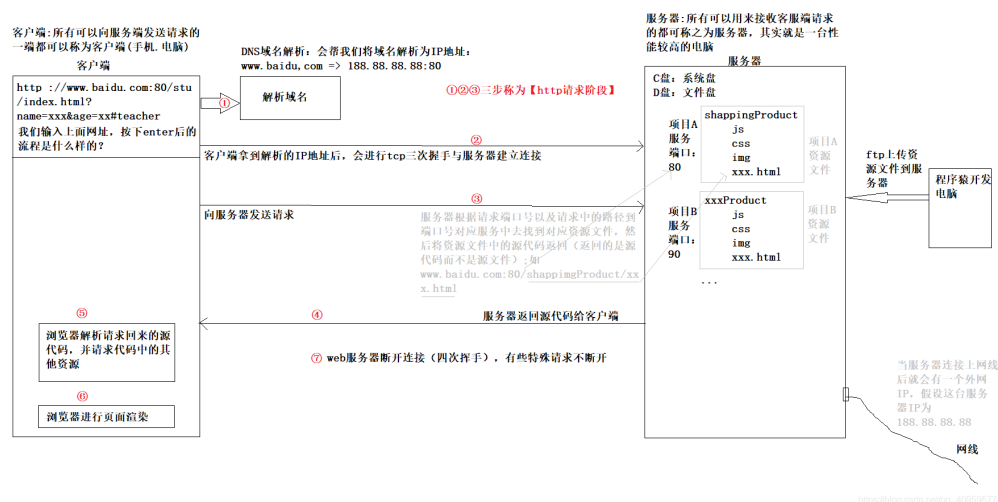 客户端:所有可以向服务端发送请求的
一端都可以称为客户端(手机.电脑)
客户端
http ://www.baidu.com:80/stu
/index.html?
name=xxx&age=xx#teacher
我们输入上面网址，按下enter后的
流程是什么样的？
DNS域名解析：会帮我们将域名解析为IP地址：
www.baidu,com => 188.88.88.88:80
①
解析域名
①②③三步称为【http请求阶段】
②
客户端拿到解析的IP地址后，会进行tcp三次握手与服务器建立连接
③
向服务器发送请求
服务器根据请求端口号以及请求中的路径到
端口号对应服务中去找到对应资源文件，然
后将资源文件中的源代码返回（返回的是源
代码而不是源文件）;如
www.baidu.com:80/shappimgProduct/xx
x.html
④
服务器返回源代码给客户端
⑤
浏览器解析请求回来的源
代码，并请求代码中的其
他资源
⑥
浏览器进行页面渲染
⑦ web服务器断开连接（四次挥手），有些特殊请求不断开
服务器:所有可以用来接收客服端请求
的都可称之为服务器，其实就是一台性
能较高的电脑
服务器
C盘：系统盘
D盘：文件盘
项目A
服务
端口：
80
shappingProduct
js
css
img
xxx.html
项目A
资源
文件
项目B
服务
端口：
90
xxxProduct
js
css
img
xxx.html
项目B
资源
文件
...
ftp上传资
源文件到服
务器
程序猿开发
电脑
当服务器连接上网线
后就会有一个外网
IP，假设这台服务
器IP为
188.88.88.88
网线